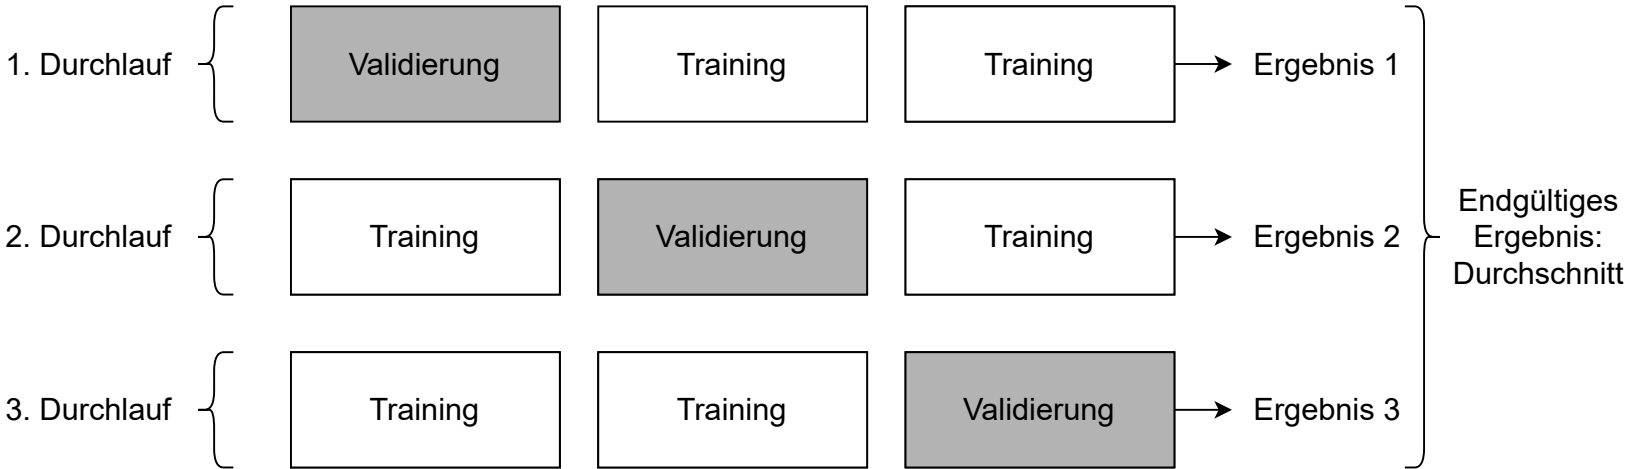 1. Durchlauf Validierung Training Training Ergebnis 1
2. Durchlauf Training Validierung Training Ergebnis 2
3. Durchlauf Training Training Validierung Ergebnis 3
Endgültiges
Ergebnis:
Durchschnitt